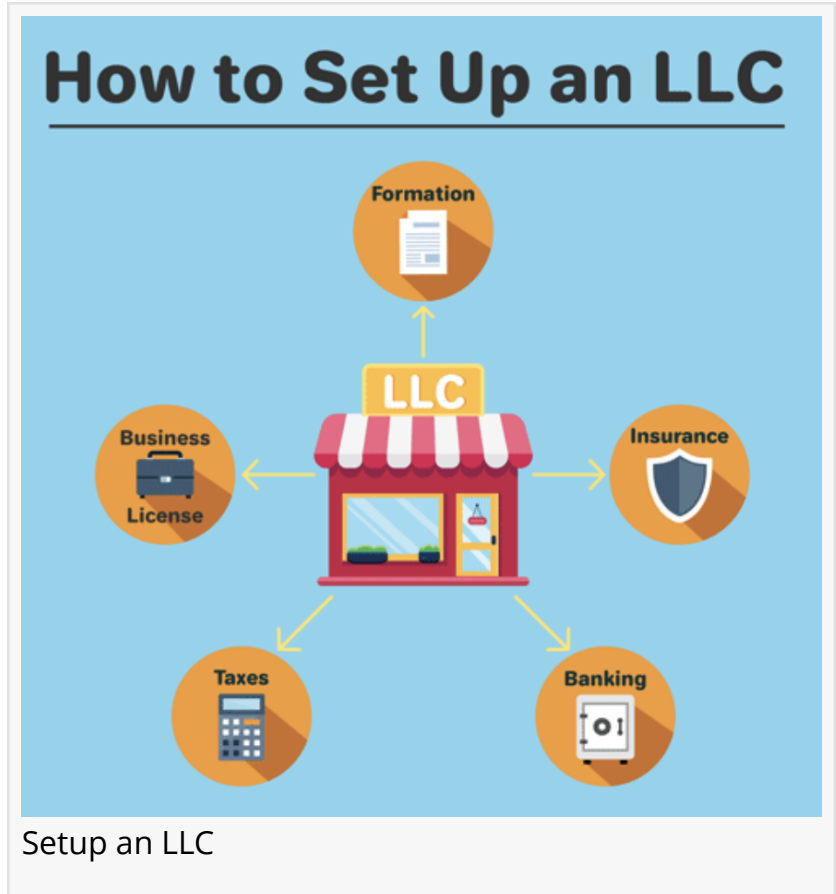 How to Set Up an LLC
Formation
LLC
Business
License
Insurance
Taxes
Banking
Setup an LLC